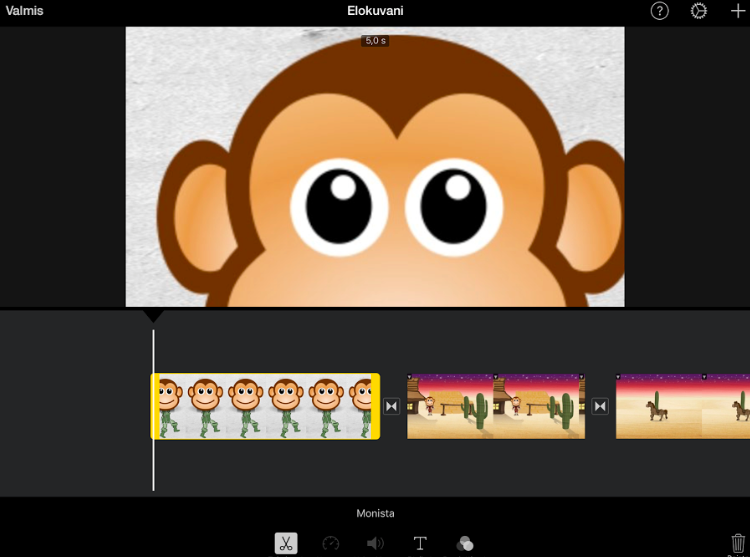 Valmis
Elokuvani
?
5,0 s
Monista
T